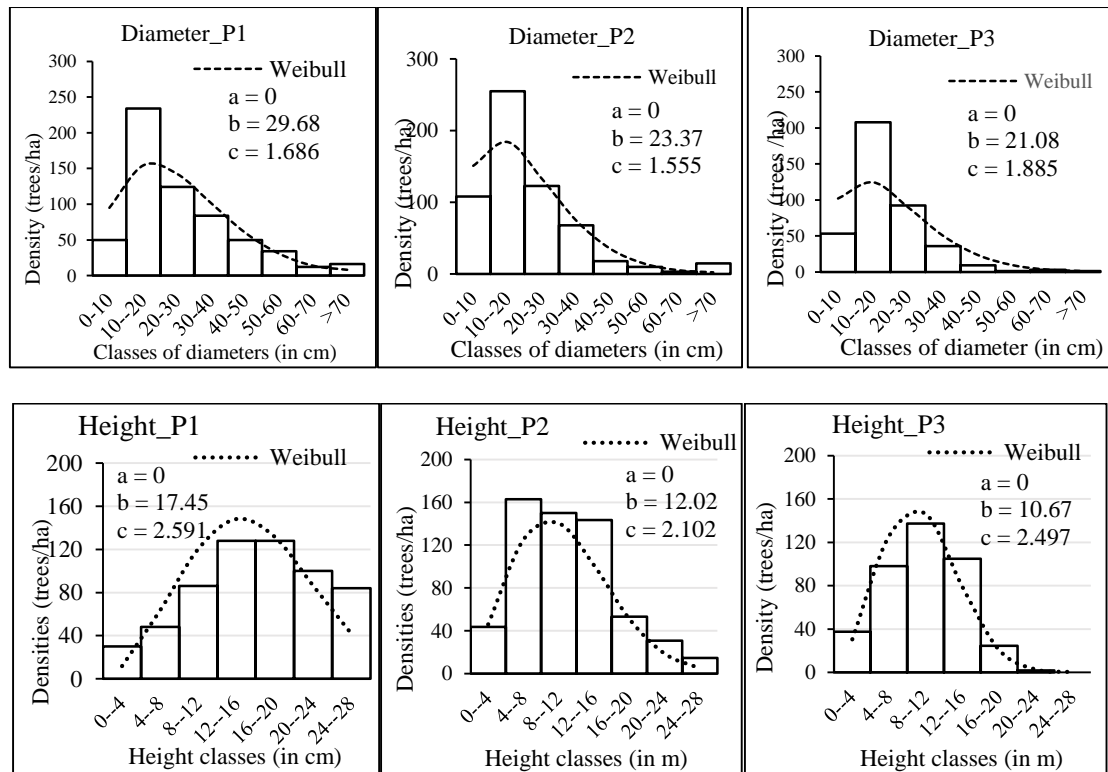 Diameter_P1
Weibull
a = 0
b = 29.68
c = 1.686
300
250
200
150
100
50
0
Density (trees/ha)
0-10
10--20
20-30
30-40
40-50
50-60
60-70
>70
Classes of diameters (in cm)
Diameter_P2
Weibull
a = 0
b = 23.37
c = 1.555
300
200
100
0
Density (trees/ha)
0-10
10--20
20-30
30-40
40-50
50-60
60-70
>70
Classes of diameters (in cm)
Diameter_P3
Weibull
a = 0
b = 21.08
c = 1.885
300
250
200
150
100
50
0
Density (trees /ha)
0-10
10--20
20-30
30-40
40-50
50-60
60-70
>70
Classes of diameter (in cm)
Height_P1
Weibull
a = 0
b = 17.45
c = 2.591
200
160
120
80
40
0
Densities (trees/ha)
0--4
4--8
8--12
12--16
16--20
20--24
24--28
Height classes (in cm)
Height_P2
Weibull
a = 0
b = 12.02
c = 2.102
200
160
120
80
40
0
Densities (trees/ha)
0--4
4--8
8--12
12--16
16--20
20--24
24--28
Height classes (in m)
Height_P3
Weibull
a = 0
b = 10.67
c = 2.497
200
160
120
80
40
0
Density (trees/ha)
0--4
4--8
8--12
12--16
16--20
20--24
24--28
Height classes (in m)